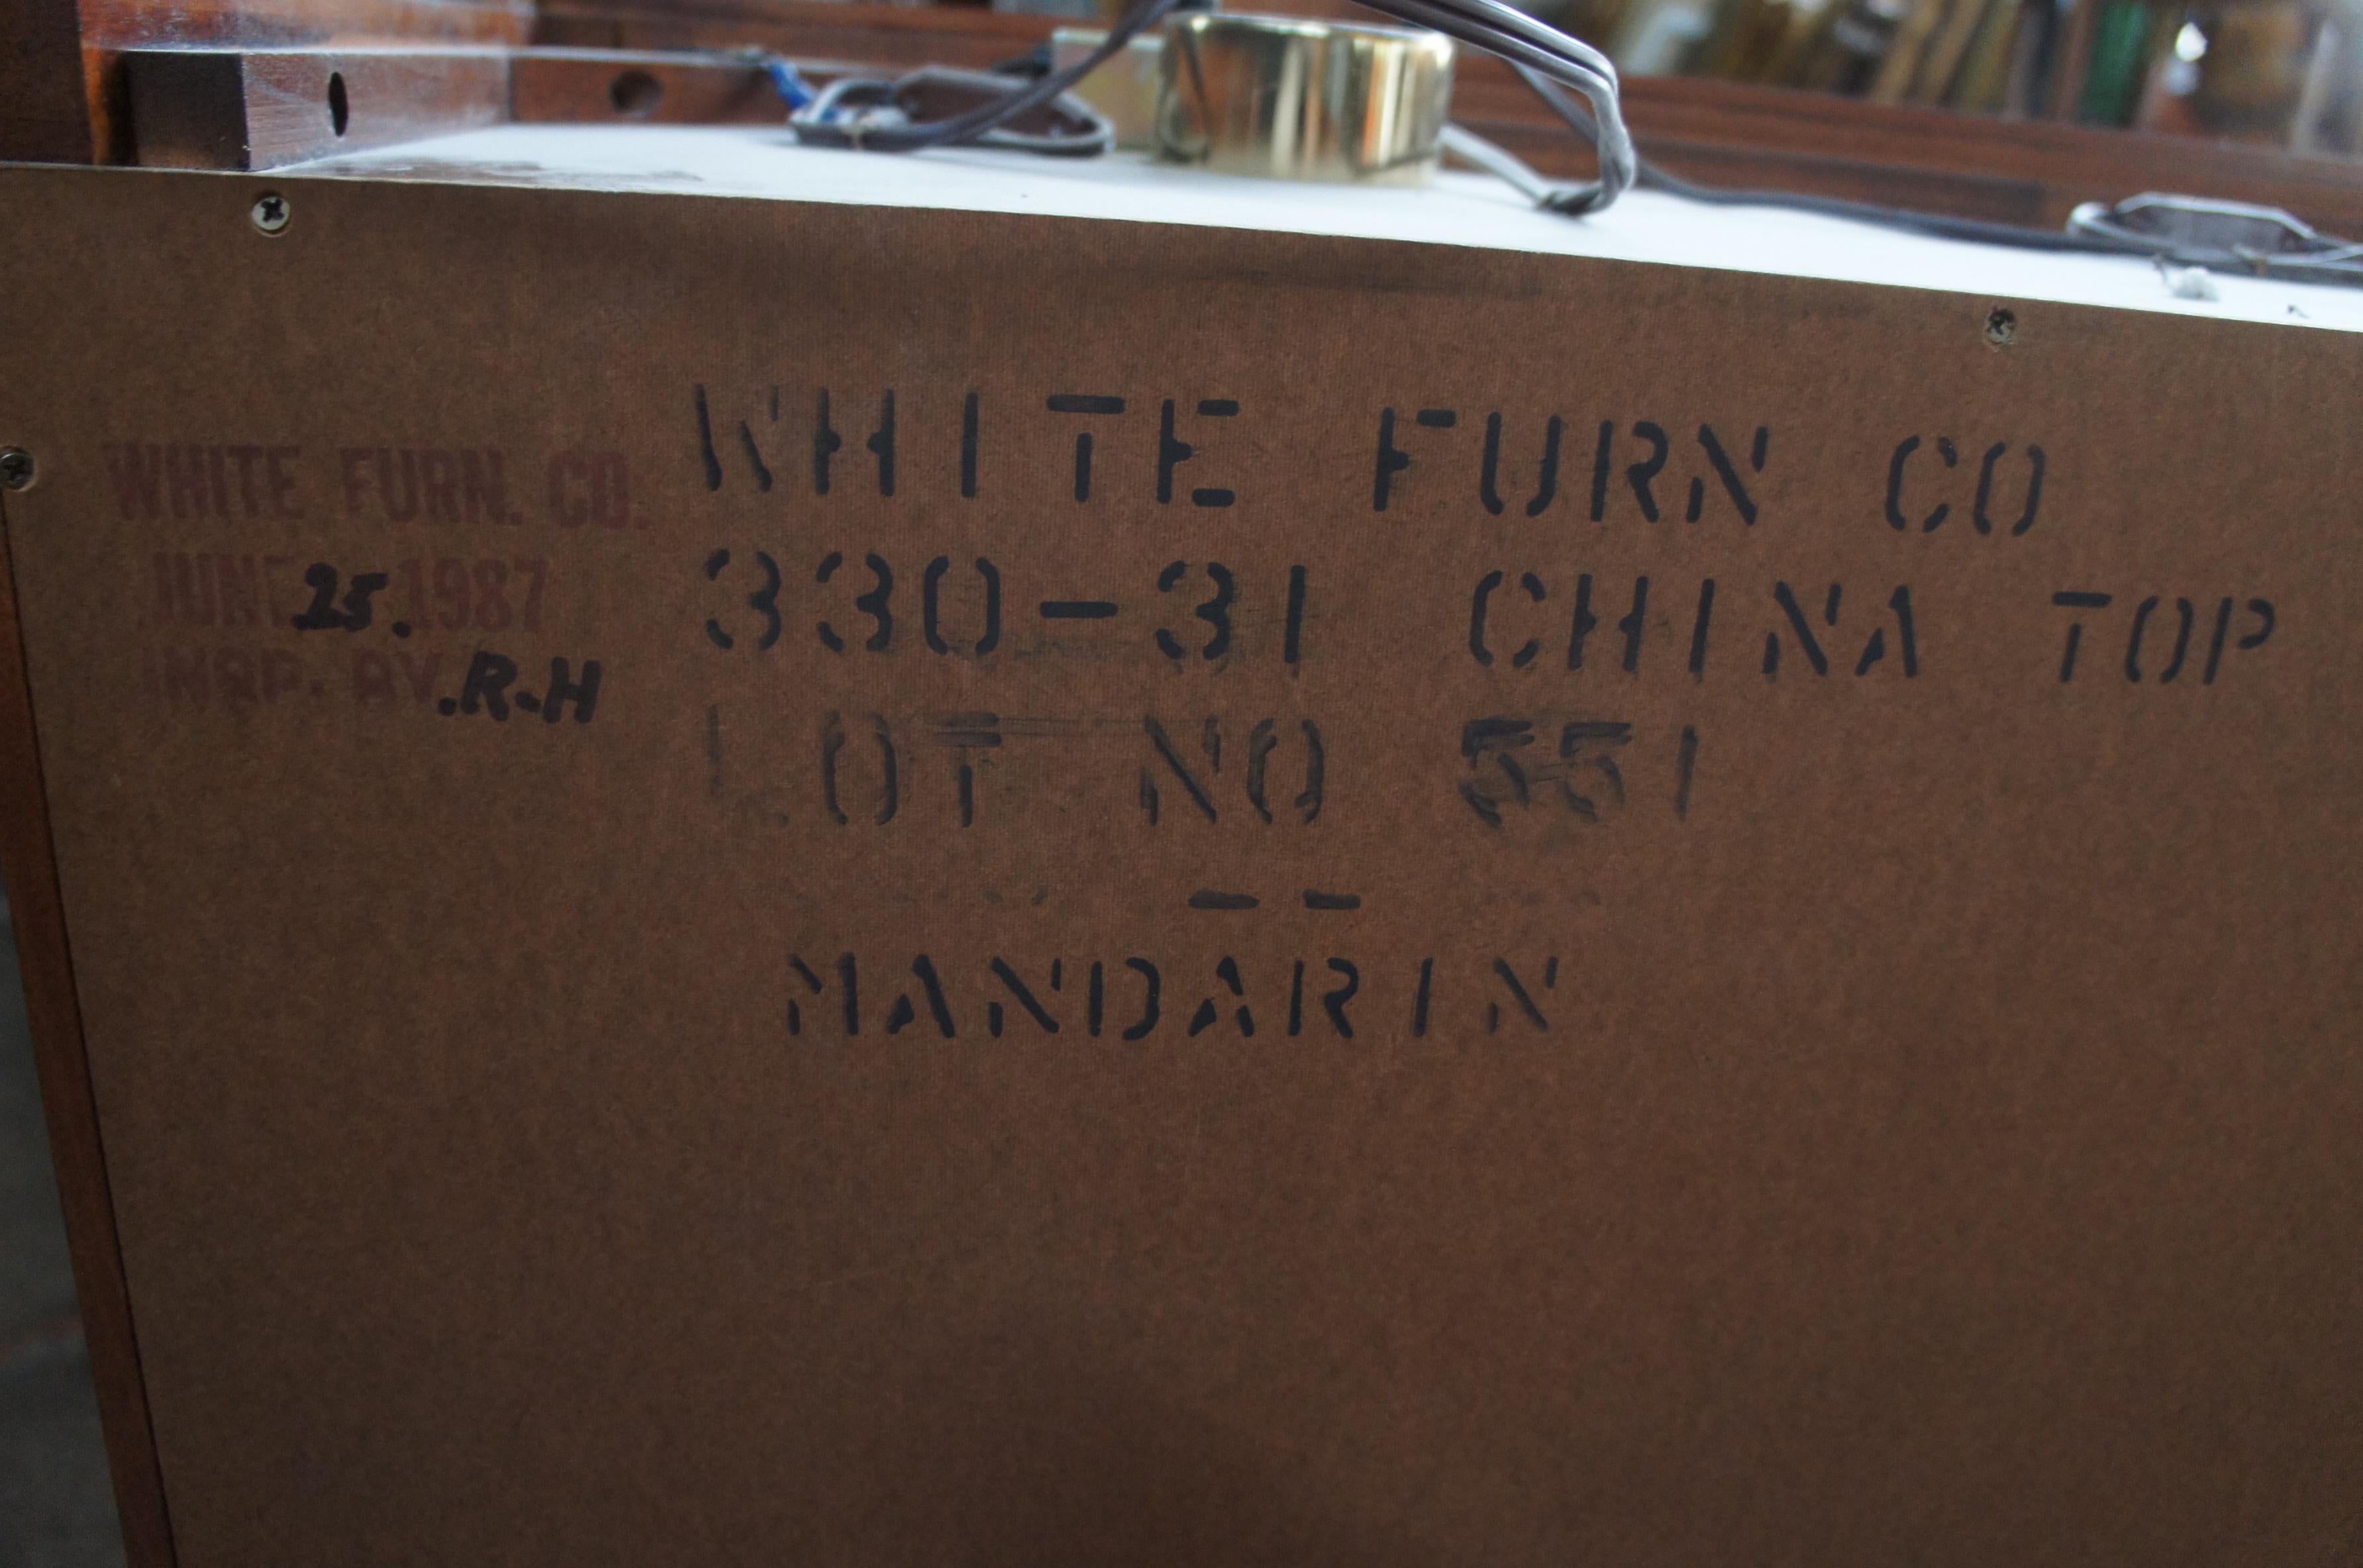 WHITE FURN. CO.
JUNE 25. 1987
INSP. BY. R-H
WHITE FURN CO
330-31 CHINA TOP
LOT NO 551
MANDARIN